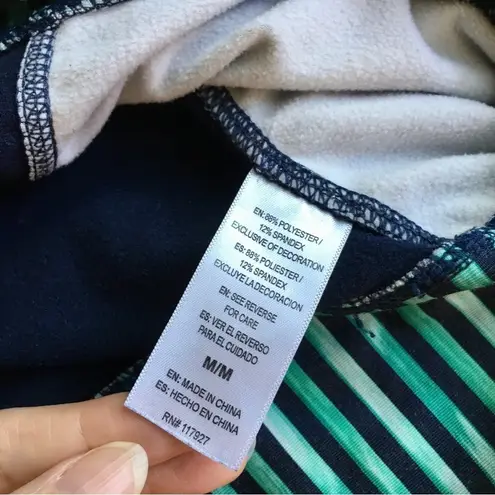 EN: 88% POLYESTER /
12% SPANDEX
EXCLUSIVE OF DECORATION
ES: 88% POLIESTER /
12% SPANDEX
EXCLUYE LA DECORACION
EN: SEE REVERSE
FOR CARE
ES: VER EL REVERSO
PARA EL CUIDADO
M/M
EN: MADE IN CHINA
ES: HECHO EN CHINA
RN# 117927